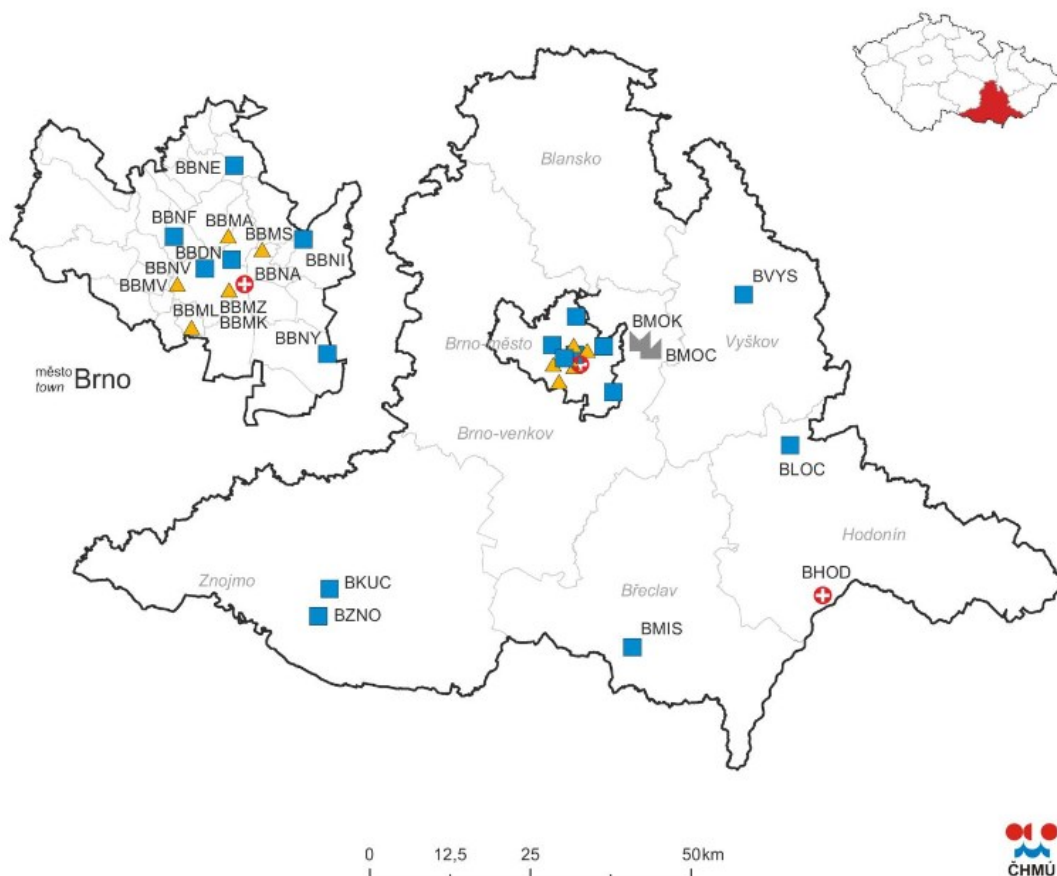 BBNE
BBNF
BBMA
BBMS
BBDN
BBNI
BBNV
BBNA
BBMV
BBML
BBMZ
BBMK
BBNY
město
town Brno
Blansko
BVYS
BMOK
Brno-město
BMOC
Vyškov
Brno-venkov
BLOC
Hodonín
BHOD
Znojmo
BKUC
Břeclav
BZNO
BMIS
0 12,5 25 50km
ČHMÚ